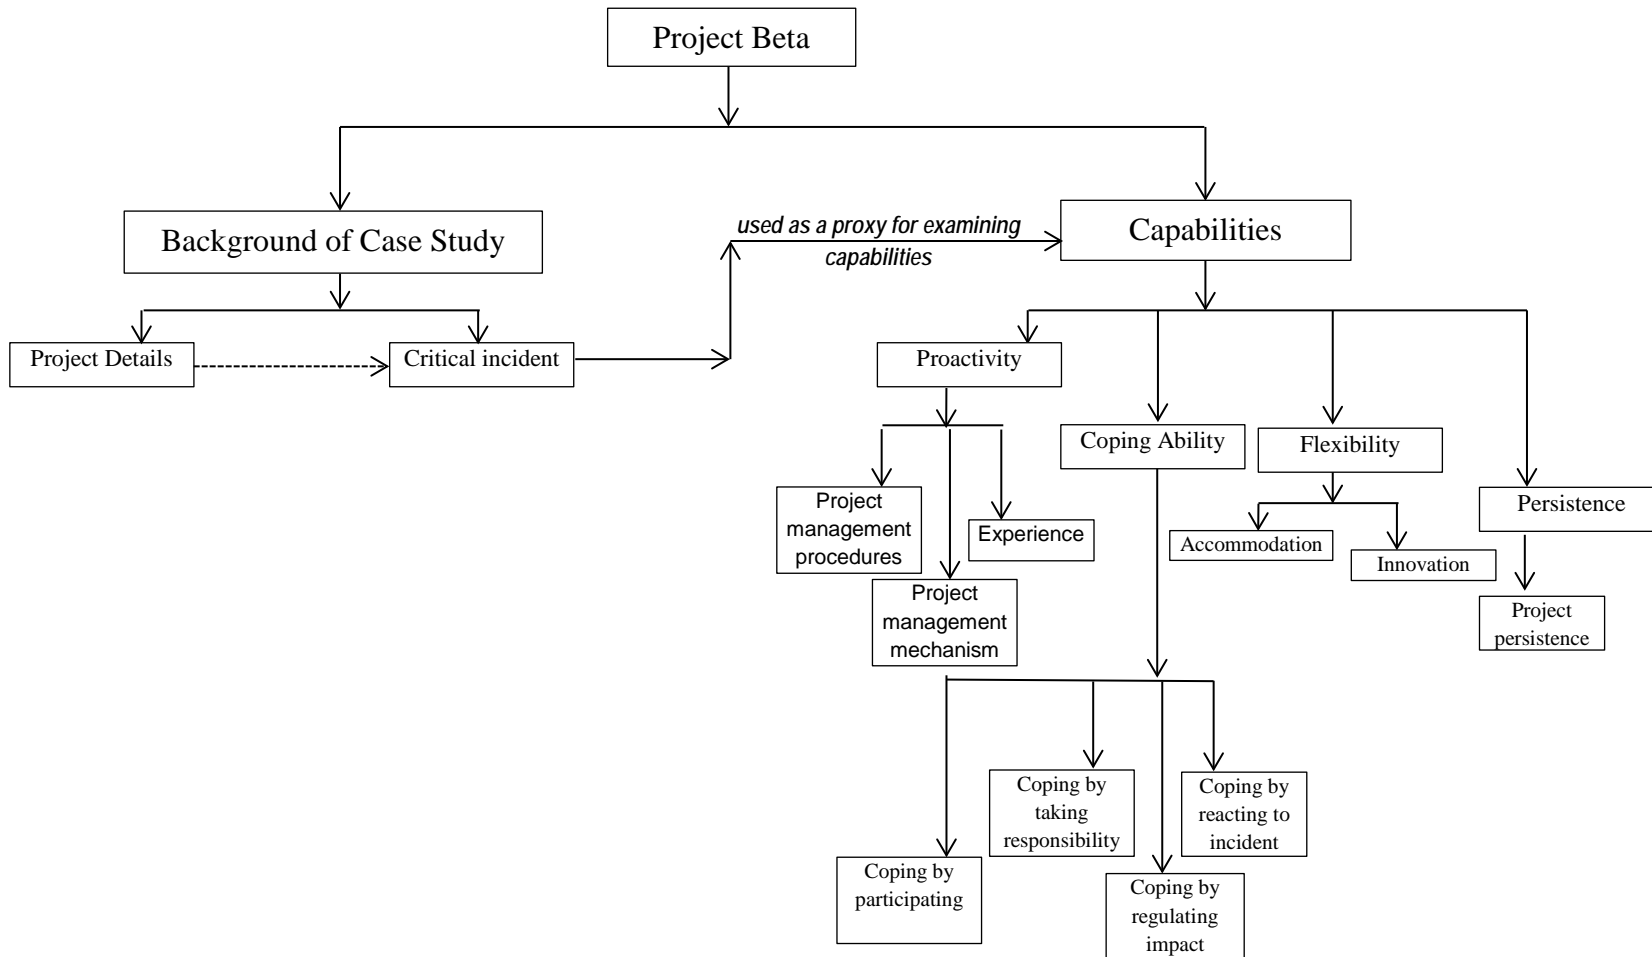 Project Beta
Background of Case Study
used as a proxy for examining
capabilities
Capabilities
Project Details
Critical incident
Proactivity
Coping Ability
Flexibility
Persistence
Project
management
procedures
Experience
Accommodation
Innovation
Project
management
mechanism
Project
persistence
Coping by
participating
Coping by
taking
responsibility
Coping by
regulating
impact
Coping by
reacting to
incident